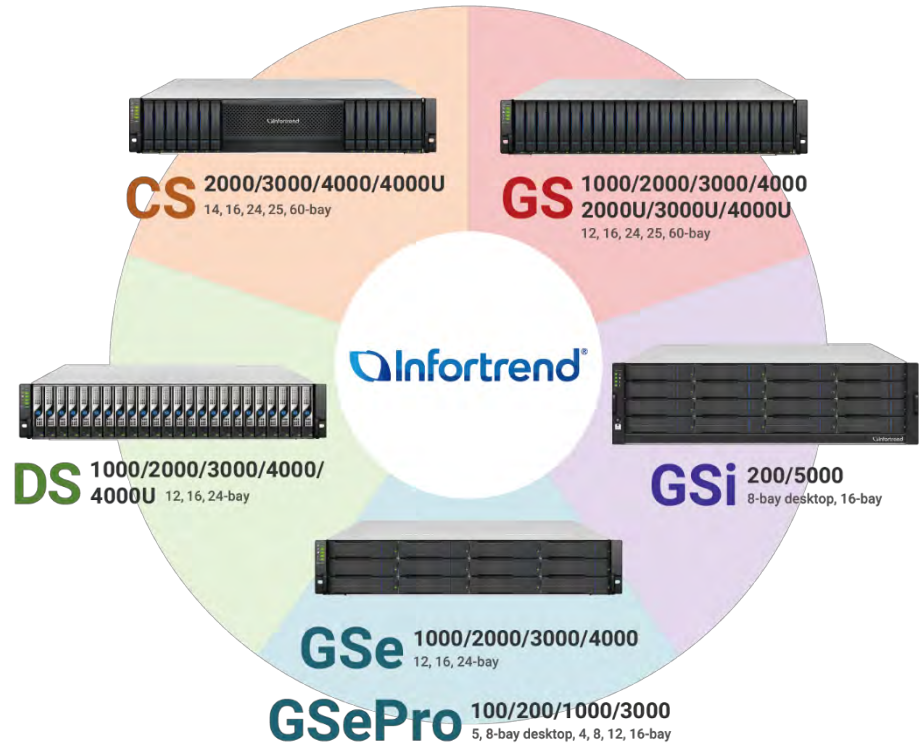 Infortrend
CS 2000/3000/4000/4000U
14, 16, 24, 25, 60-bay
GS 1000/2000/3000/4000
2000U/3000U/4000U
12, 16, 24, 25, 60-bay
Infortrend®
Infortrend
DS 1000/2000/3000/4000/
4000U 12, 16, 24-bay
GSi 200/5000
8-bay desktop, 16-bay
GSe 1000/2000/3000/4000
12, 16, 24-bay
GSePro 100/200/1000/3000
5, 8-bay desktop, 4, 8, 12, 16-bay